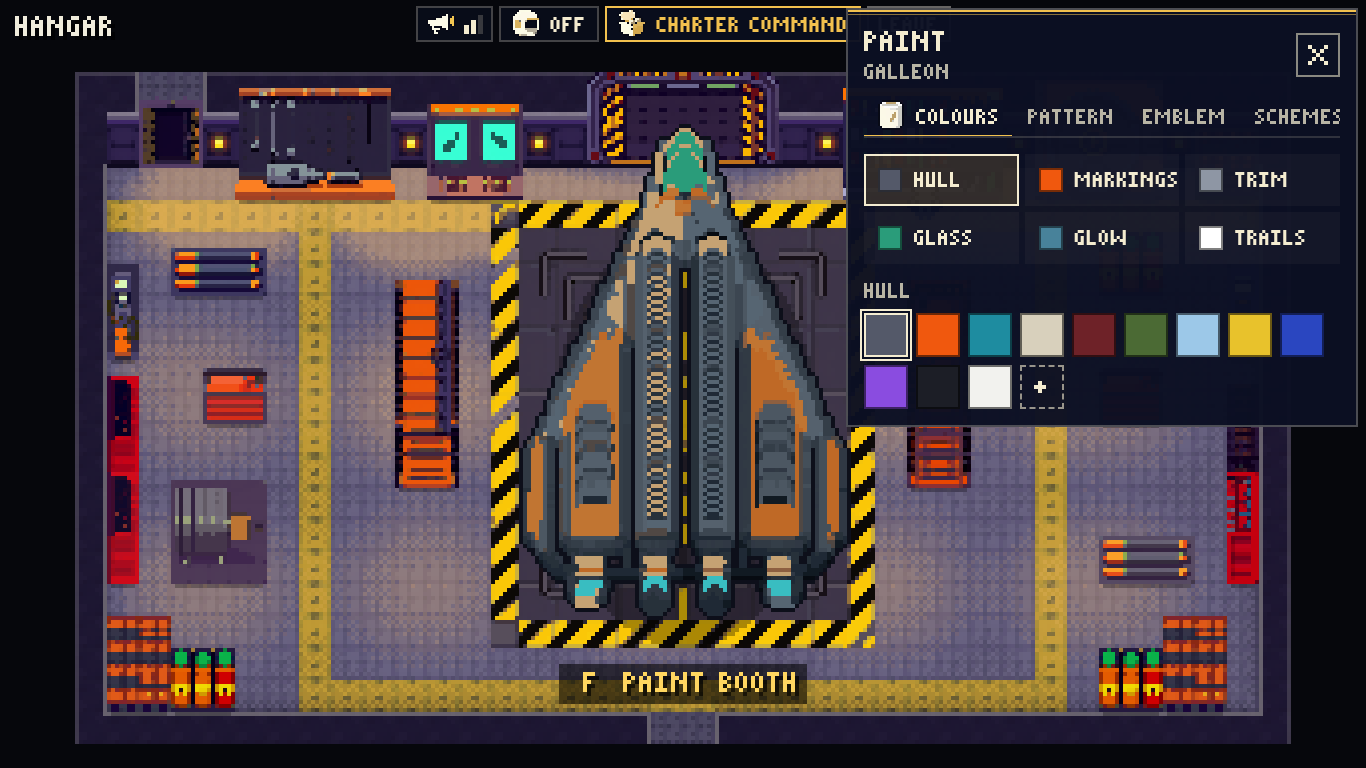 HANGAR
OFF
CHARTER COMMAND
PAINT
GALLEON
COLOURS PATTERN EMBLEM SCHEMES
HULL MARKINGS TRIM
GLASS GLOW TRAILS
HULL
+
F PAINT BOOTH